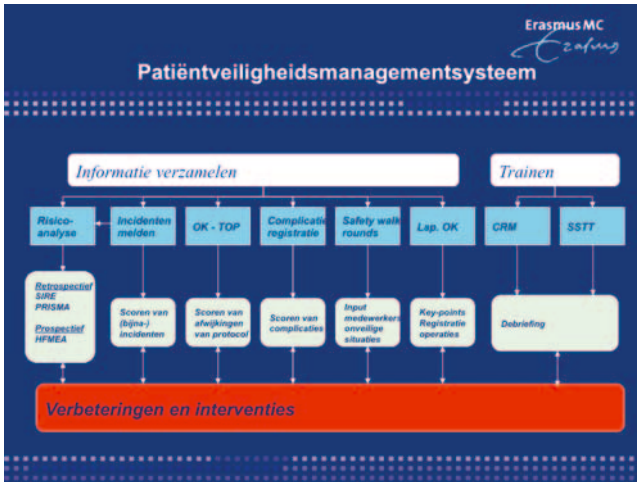 Erasmus MC
Erasmus
Patiëntveiligheidsmanagementsysteem
Informatie verzamelen
Trainen
Risico-
analyse
Incidenten
melden
OK - TOP
Complicatie
registratie
Safety walk
rounds
Lap. OK
CRM
SSTT
Retrospectief
SIRE
PRISMA
Prospectief
HFMEA
Scoren van
(bijna-)
incidenten
Scoren van
afwijkingen
van protocol
Scoren van
complicaties
Input
medewerkers
onveilige
situaties
Key-points
Registratie
operaties
Debriefing
Verbeteringen en interventies